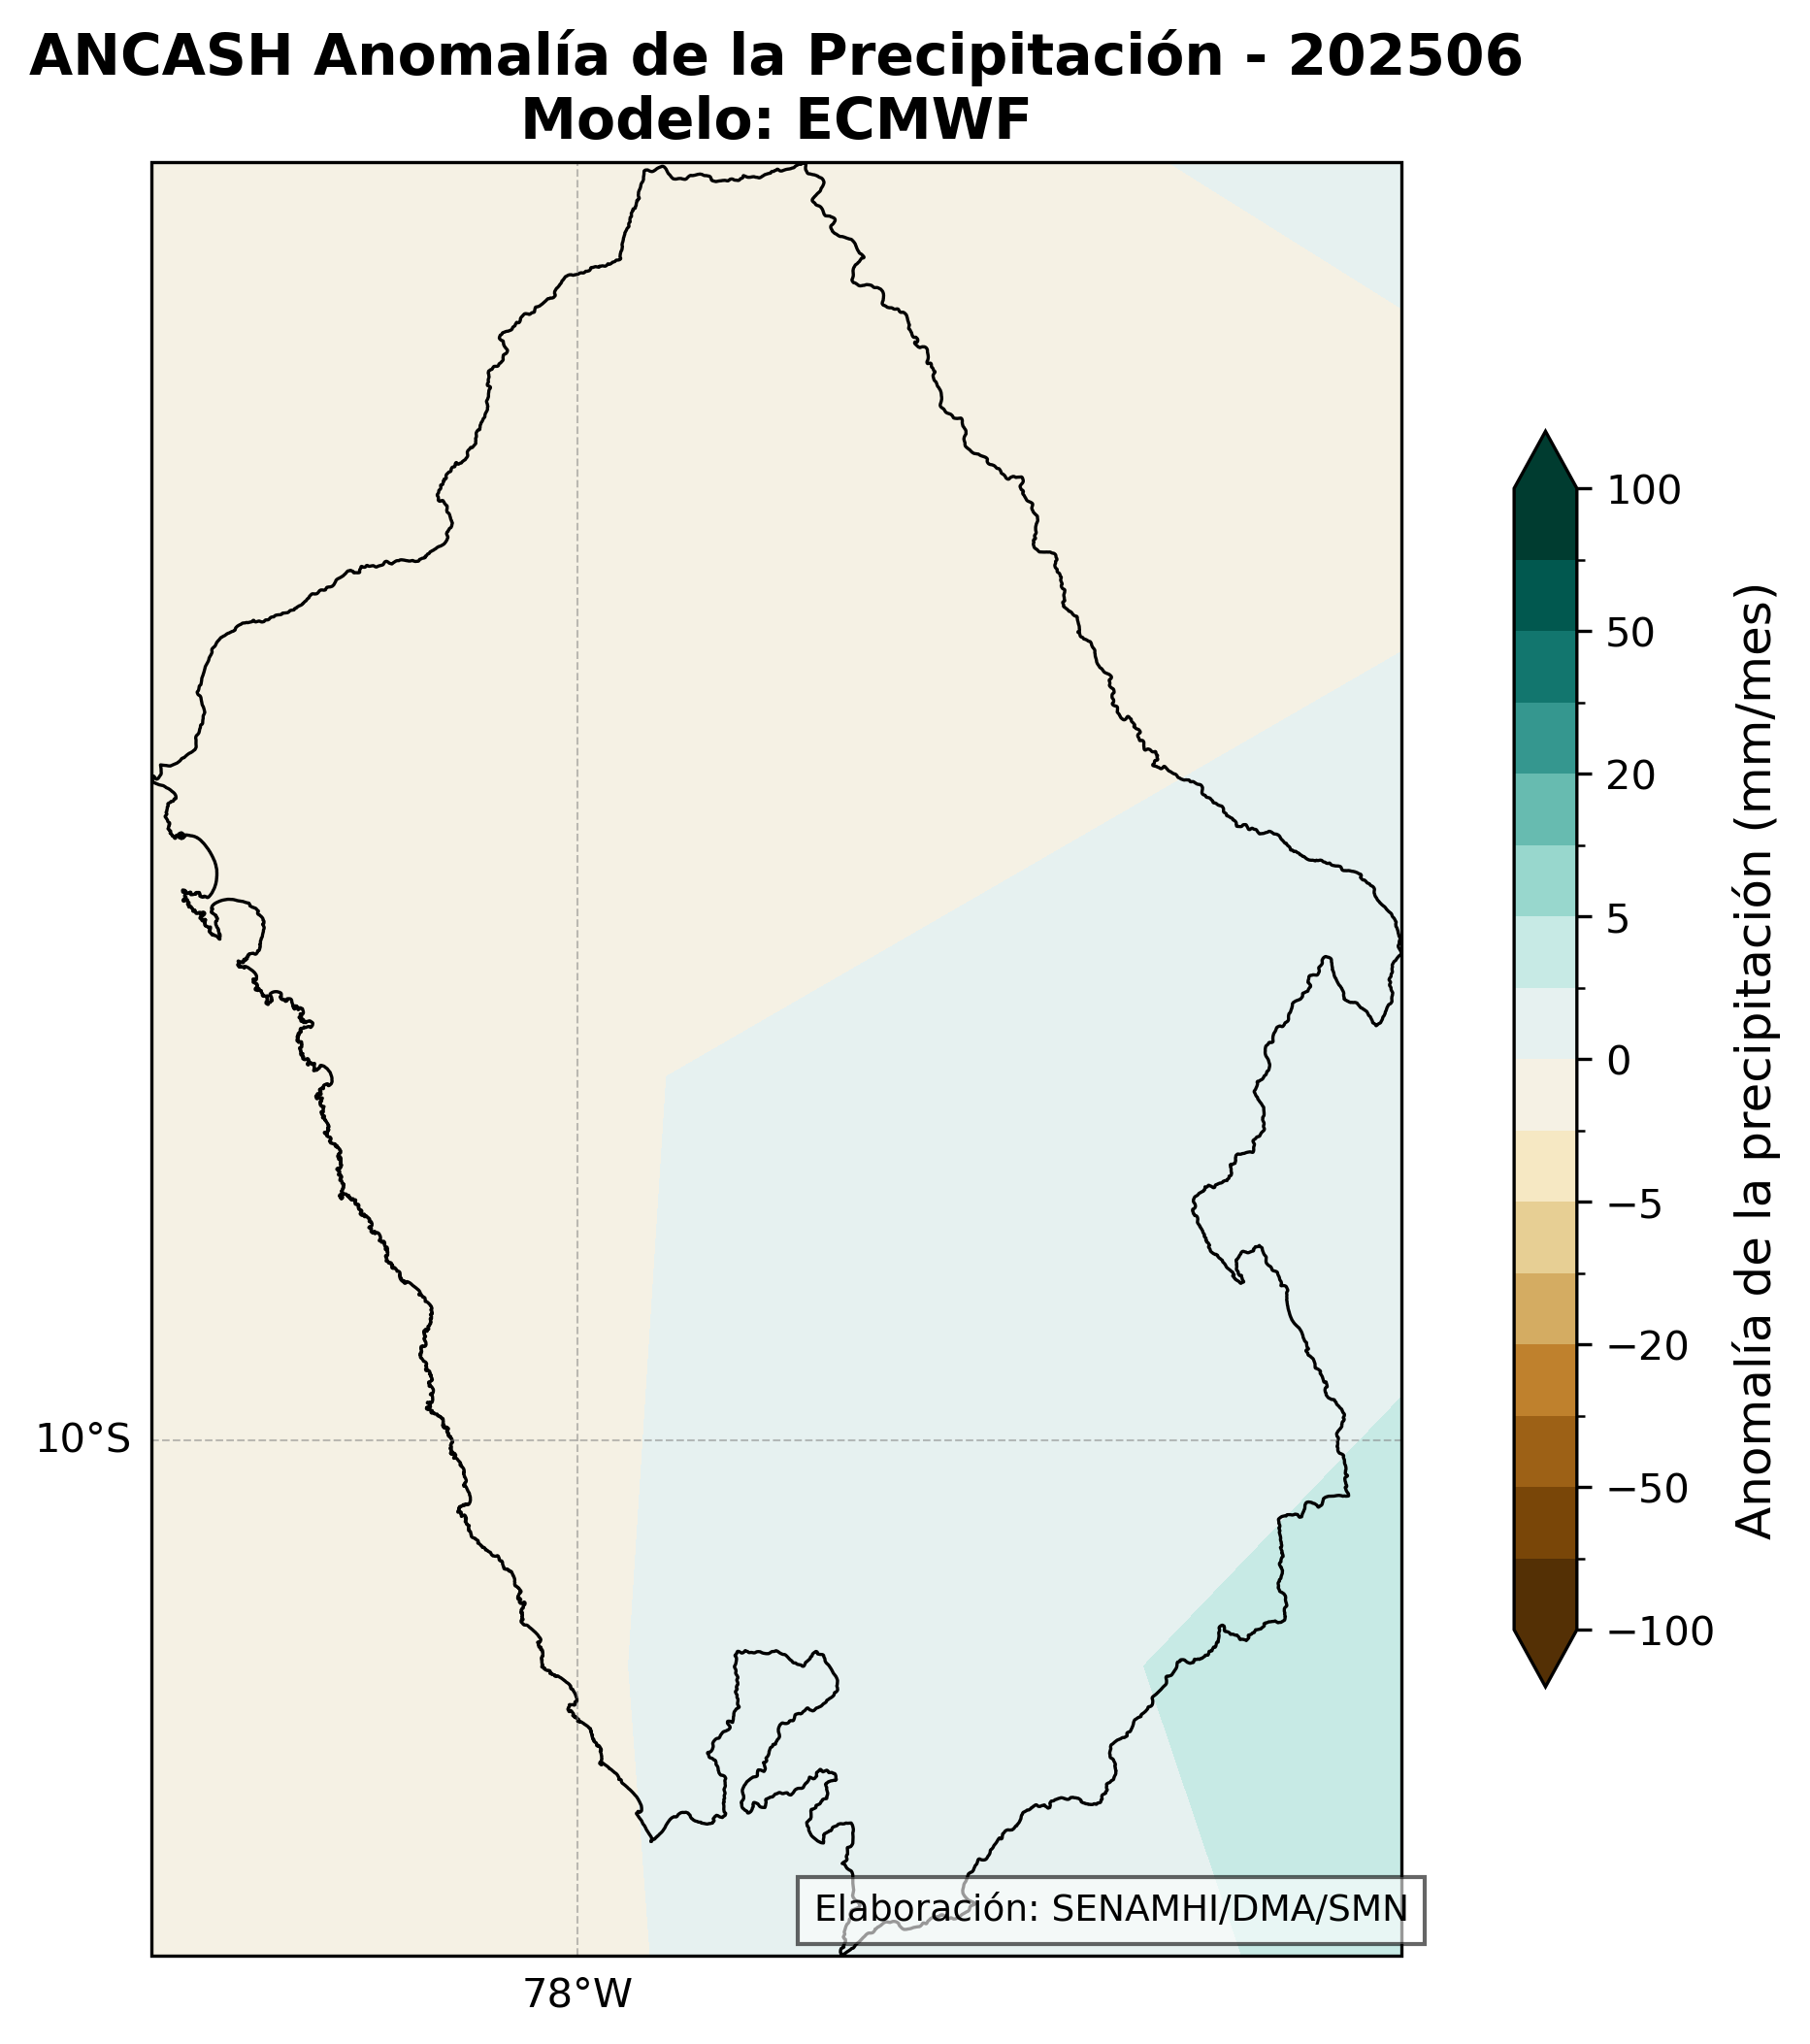 ANCASH Anomalía de la Precipitación - 202506
Modelo: ECMWF
100
50
20
5
0
−5
−20
−50
−100
Anomalía de la precipitación (mm/mes)
10°S
78°W
Elaboración: SENAMHI/DMA/SMN